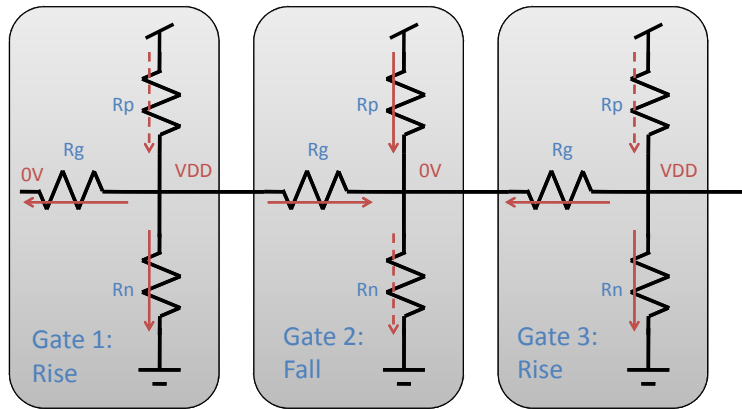 Rp
Rg
0V
VDD
Rn
Gate 1:
Rise
Rp
Rg
0V
Rn
Gate 2:
Fall
Rp
Rg
VDD
Rn
Gate 3:
Rise